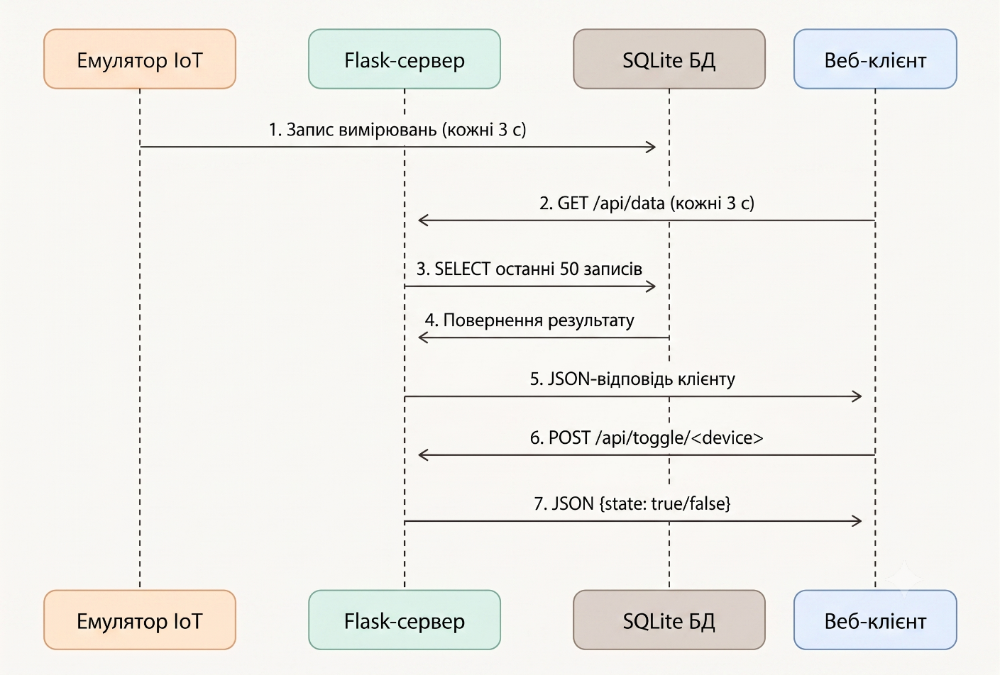 Емулятор IoT
Flask-сервер
SQLite БД
Веб-клієнт
1. Запис вимірювань (кожні 3 с)
2. GET /api/data (кожні 3 с)
3. SELECT останні 50 записів
4. Повернення результату
5. JSON-відповідь клієнту
6. POST /api/toggle/<device>
7. JSON {state: true/false}
Емулятор IoT
Flask-сервер
SQLite БД
Веб-клієнт